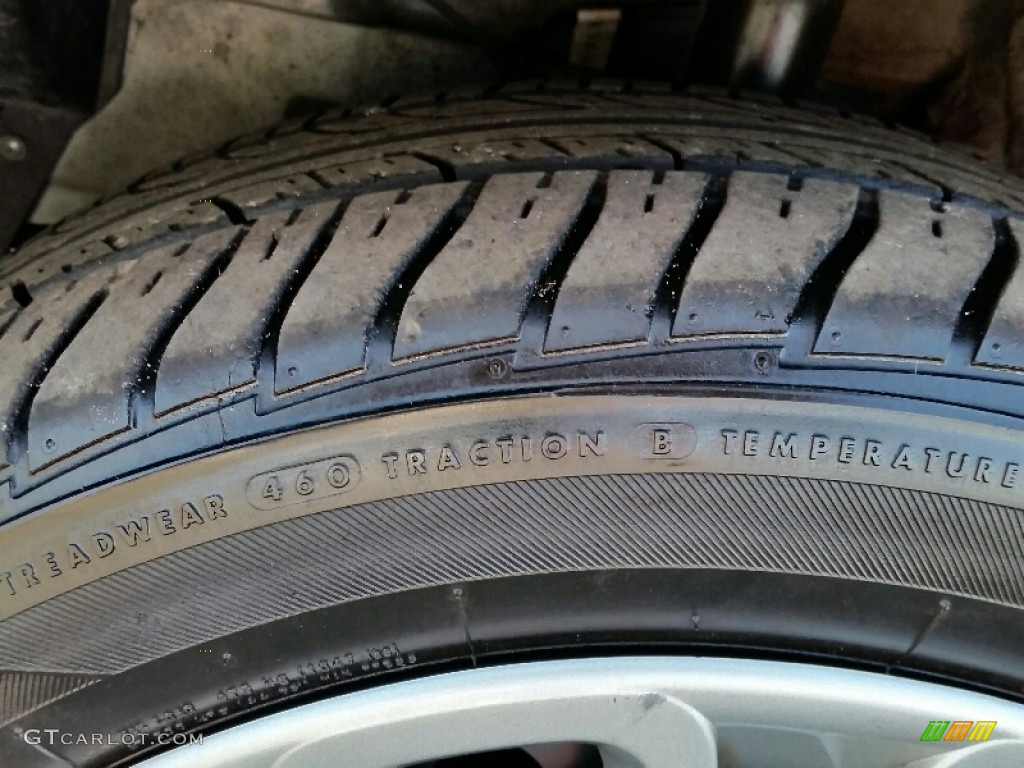 TREADWEAR 460 TRACTION B TEMPERATURE
GTCARLOT.COM